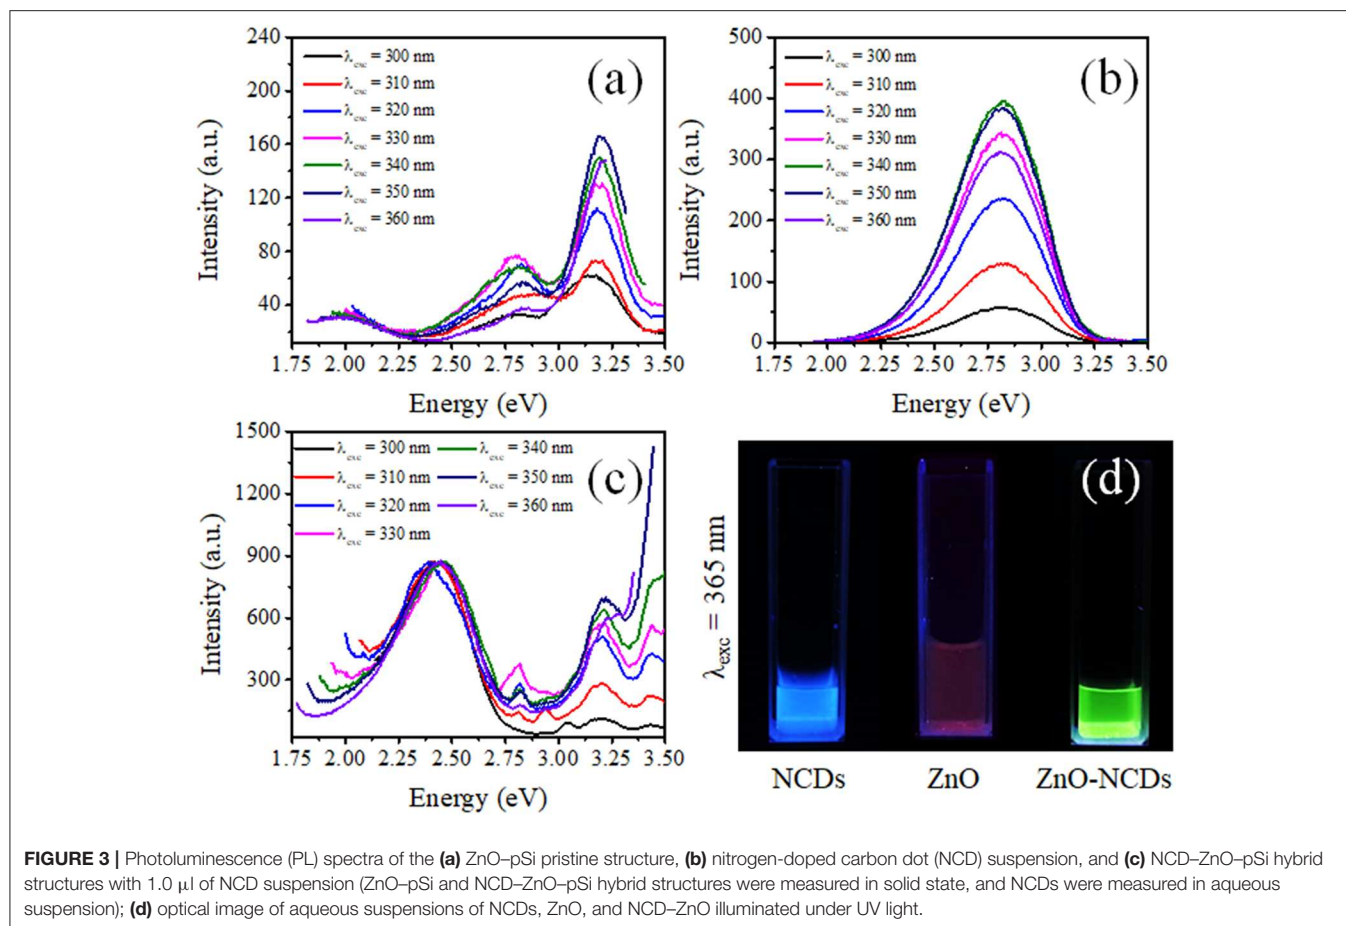 240
200
160
120
80
40
Intensity (a.u.)
λexc = 300 nm
λexc = 310 nm
λexc = 320 nm
λexc = 330 nm
λexc = 340 nm
λexc = 350 nm
λexc = 360 nm
(a)
1.75 2.00 2.25 2.50 2.75 3.00 3.25 3.50
Energy (eV)
500
400
300
200
100
0
Intensity (a.u.)
λexc = 300 nm
λexc = 310 nm
λexc = 320 nm
λexc = 330 nm
λexc = 340 nm
λexc = 350 nm
λexc = 360 nm
(b)
1.75 2.00 2.25 2.50 2.75 3.00 3.25 3.50
Energy (eV)
1500
1200
900
600
300
Intensity (a.u.)
λexc = 300 nm λexc = 340 nm
λexc = 310 nm λexc = 350 nm
λexc = 320 nm λexc = 360 nm
λexc = 330 nm
(c)
1.75 2.00 2.25 2.50 2.75 3.00 3.25 3.50
Energy (eV)
λexc = 365 nm
(d)
NCDs ZnO ZnO-NCDs
FIGURE 3 | Photoluminescence (PL) spectra of the (a) ZnO–pSi pristine structure, (b) nitrogen-doped carbon dot (NCD) suspension, and (c) NCD–ZnO–pSi hybrid
structures with 1.0 μl of NCD suspension (ZnO–pSi and NCD–ZnO–pSi hybrid structures were measured in solid state, and NCDs were measured in aqueous
suspension); (d) optical image of aqueous suspensions of NCDs, ZnO, and NCD–ZnO illuminated under UV light.